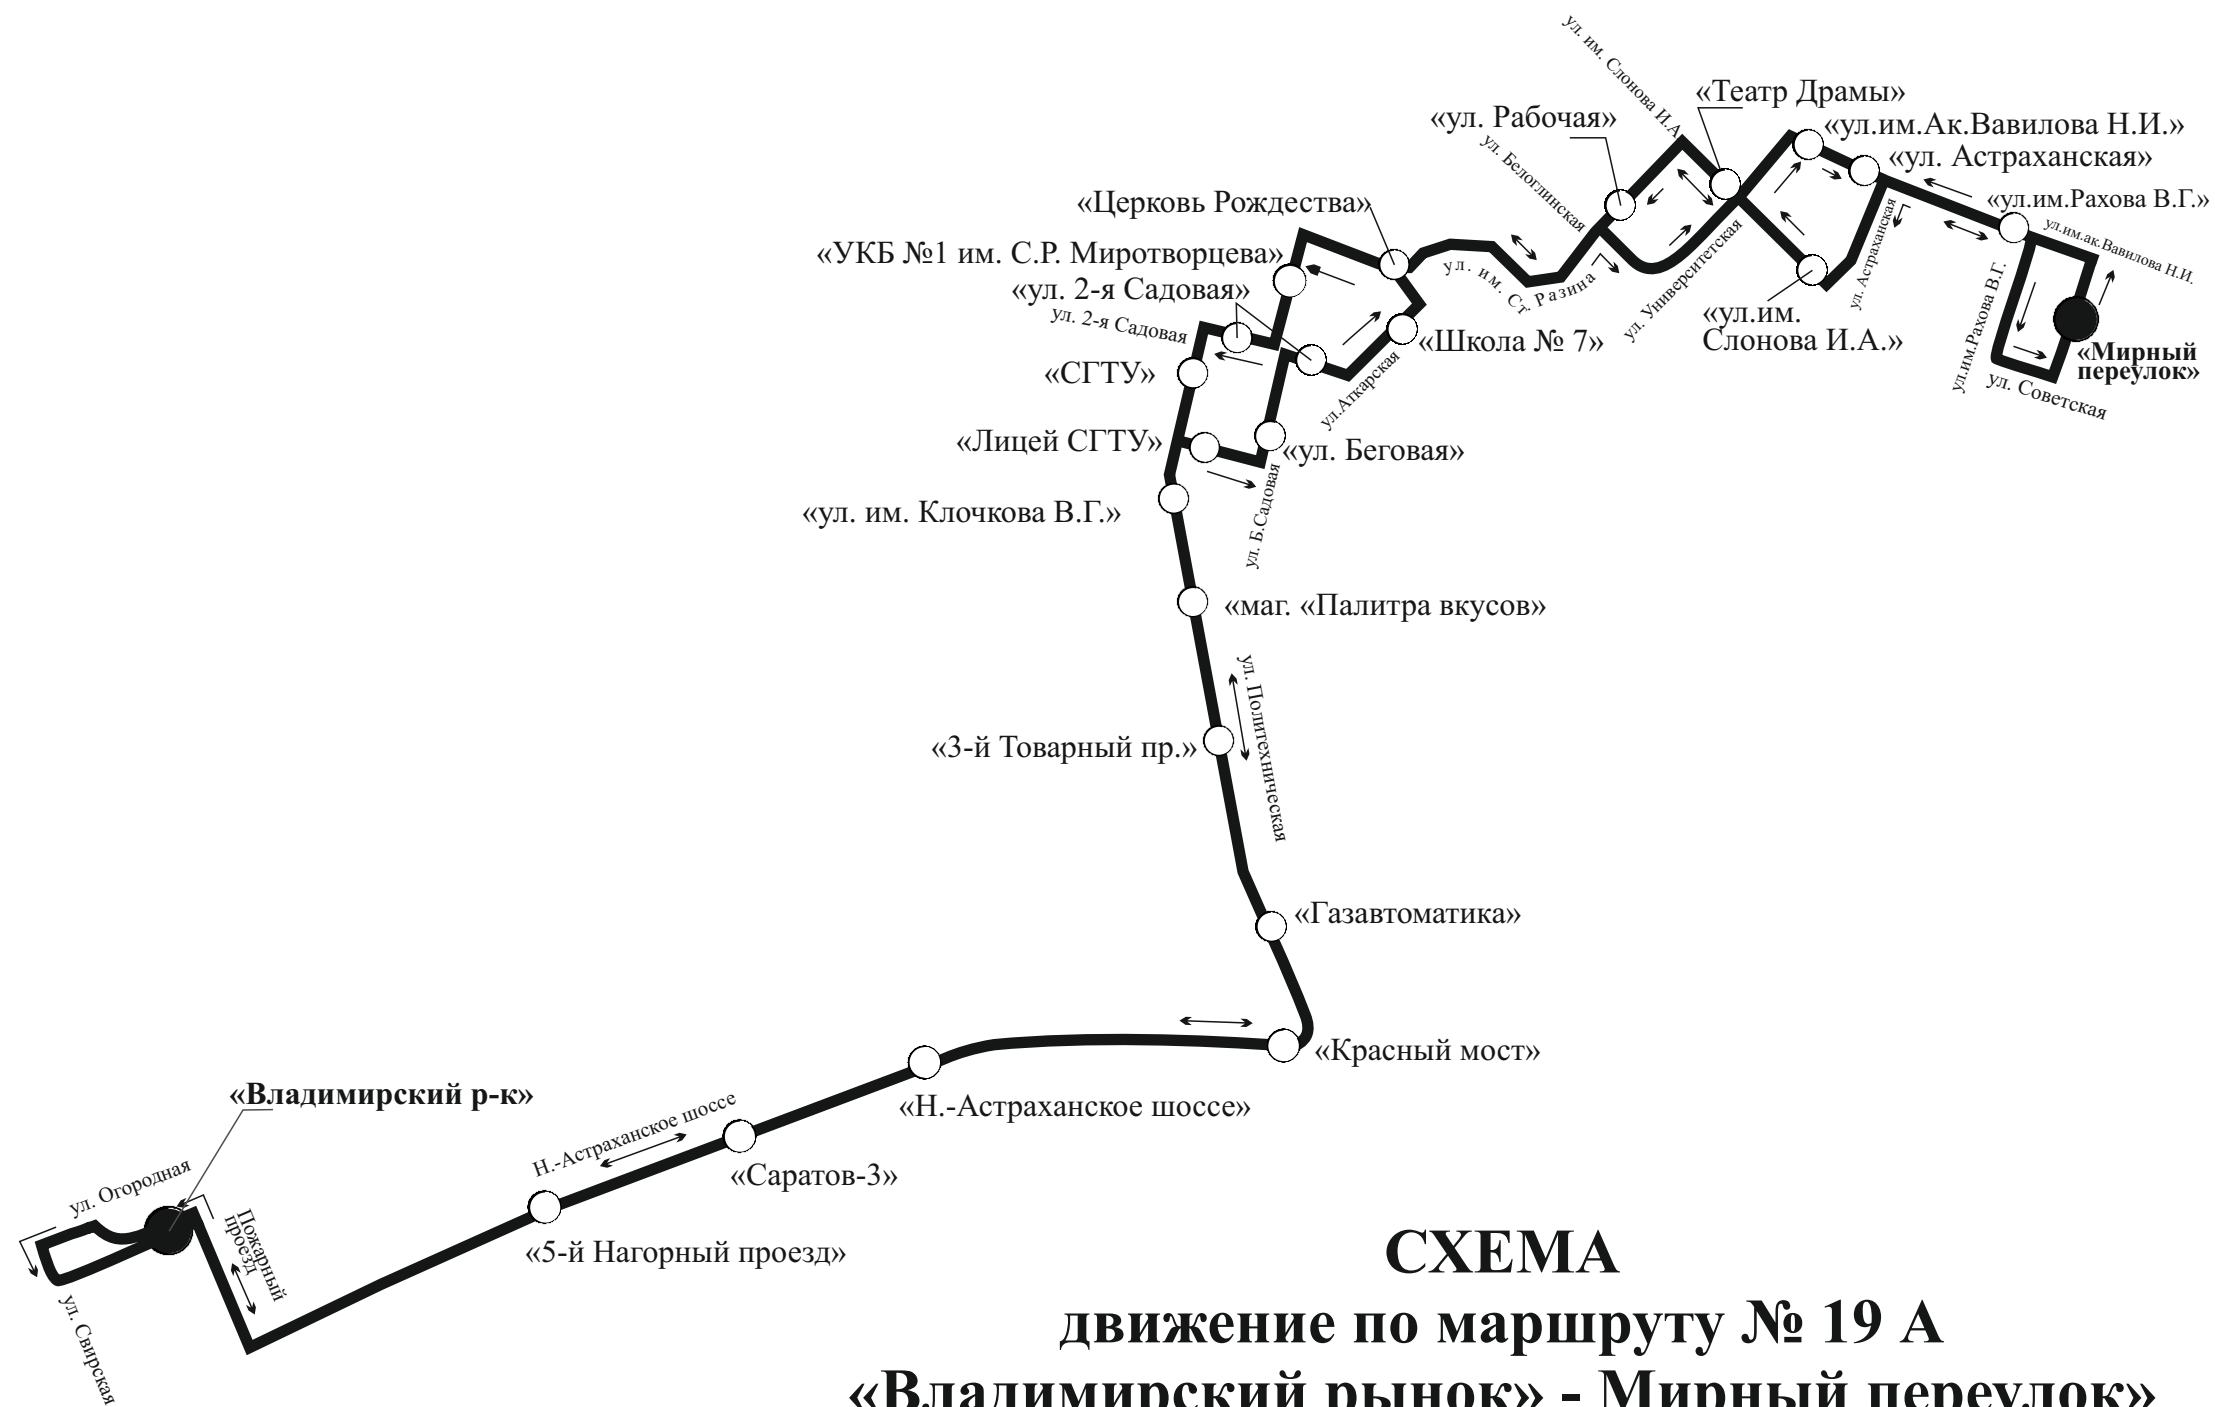 ул. им. Слонова И.А.
«Театр Драмы»
«ул. Рабочая»
«ул.им.Ак.Вавилова Н.И.»
ул. Белоглинская
«ул. Астраханская»
«Церковь Рождества»
«ул.им.Рахова В.Г.»
ул.им.ак.Вавилова Н.И.
«УКБ №1 им. С.Р. Миротворцева»
ул. им. Ст. Разина
ул. Университетская
ул. Астраханская
ул.им.Рахова В.Г.
«ул. 2-я Садовая»
ул. 2-я Садовая
«ул.им.
Слонова И.А.»
«Школа № 7»
«Мирный
переулок»
«СГТУ»
ул.Аткарская
ул. Советская
«Лицей СГТУ»
«ул. Беговая»
ул. Б.Садовая
«ул. им. Клочкова В.Г.»
«маг. «Палитра вкусов»
ул. Политехническая
«3-й Товарный пр.»
«Газавтоматика»
«Красный мост»
«Владимирский р-к»
Н.-Астраханское шоссе
«Н.-Астраханское шоссе»
ул. Огородная
«Саратов-3»
Пожарный
проезд
«5-й Нагорный проезд»
ул. Свирская
СХЕМА
движение по маршруту № 19 А
«Владимирский рынок» - Мирный переулок»